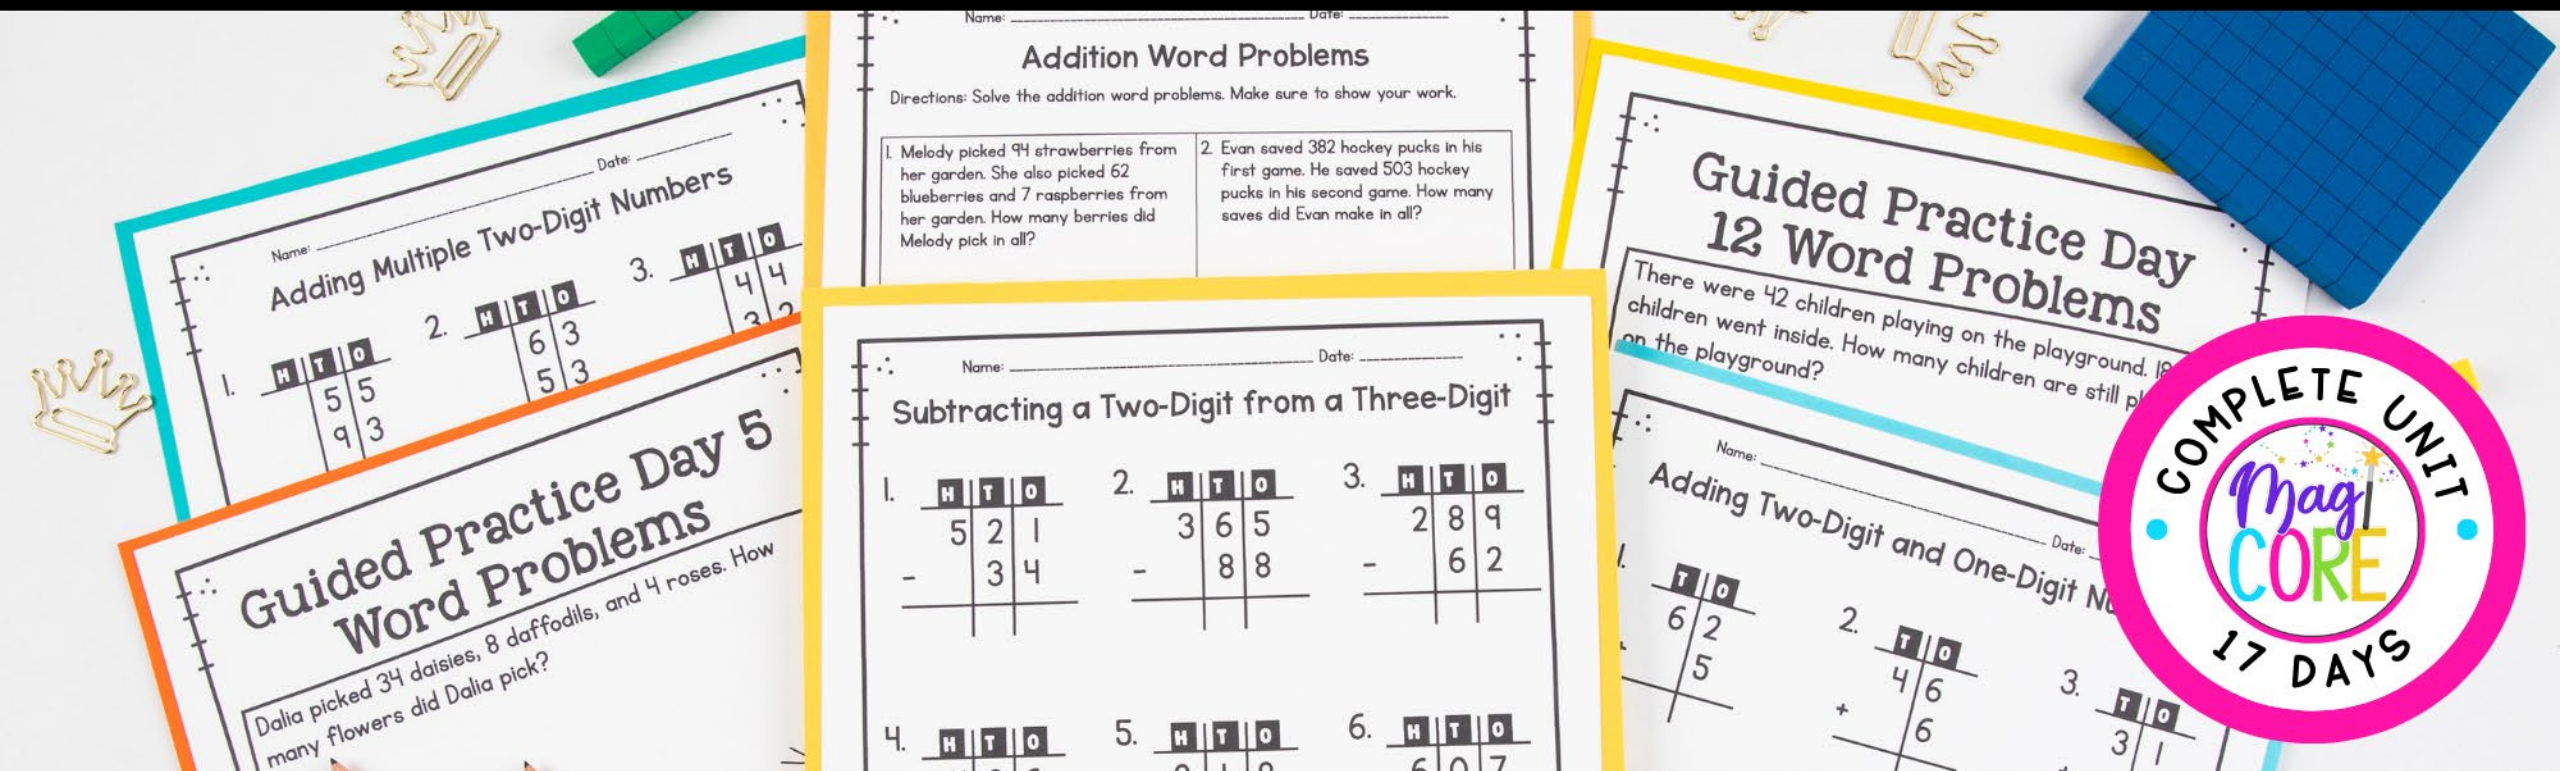 Name: Date:
Adding Multiple Two-Digit Numbers
1. H T O
5 5
9 3
2. H T O
6 3
5 3
3. H T O
4 4
3 2
Guided Practice Day 5
Word Problems
Dalia picked 34 daisies, 8 daffodils, and 4 roses. How
many flowers did Dalia pick?
Name: Date:
Addition Word Problems
Directions: Solve the addition word problems. Make sure to show your work.
1. Melody picked 94 strawberries from
her garden. She also picked 62
blueberries and 7 raspberries from
her garden. How many berries did
Melody pick in all?
2. Evan saved 382 hockey pucks in his
first game. He saved 503 hockey
pucks in his second game. How many
saves did Evan make in all?
Name: Date:
Subtracting a Two-Digit from a Three-Digit
1. H T O 2. H T O 3. H T O
5 2 1 3 6 5 2 8 9
- 3 4 - 8 8 - 6 2
4. H T O 5. H T O 6. H T O
6 0 7
Guided Practice Day
12 Word Problems
There were 42 children playing on the playground. 18
children went inside. How many children are still
on the playground?
Name: Date:
Adding Two-Digit and One-Digit
1. T O
6 2
5
2. T O
4 6
+ 6
3. T O
3 1
COMPLETE UNIT
Mag
CORE
17 DAYS